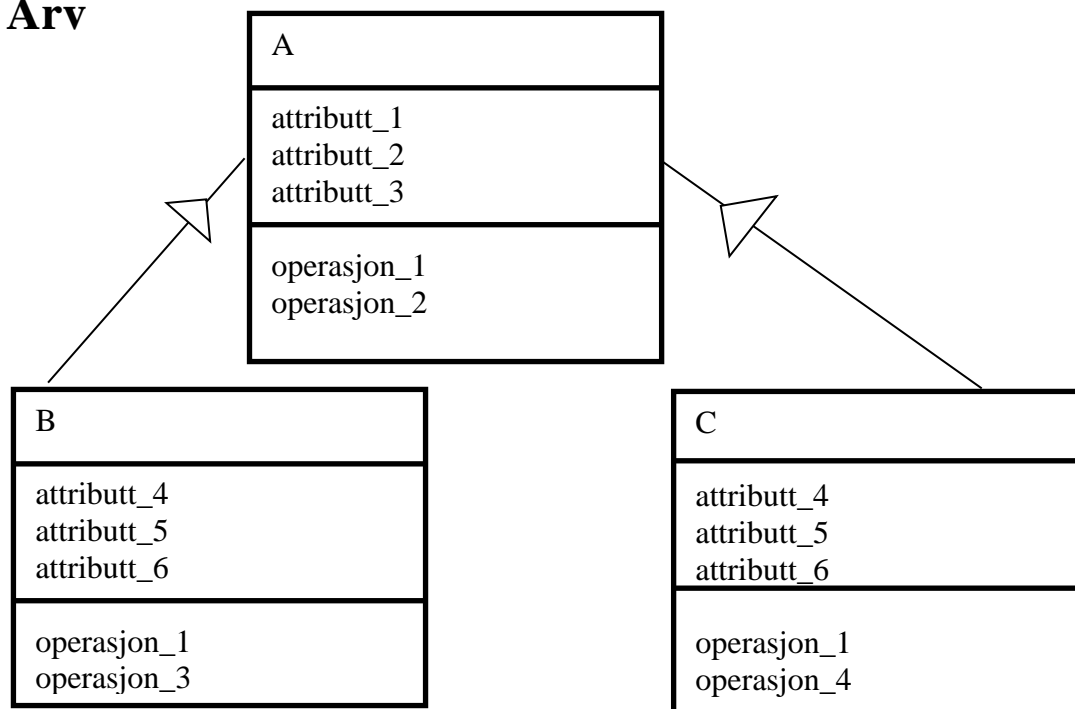 Arv
A
attributt_1
attributt_2
attributt_3
operasjon_1
operasjon_2
B
attributt_4
attributt_5
attributt_6
operasjon_1
operasjon_3
C
attributt_4
attributt_5
attributt_6
operasjon_1
operasjon_4